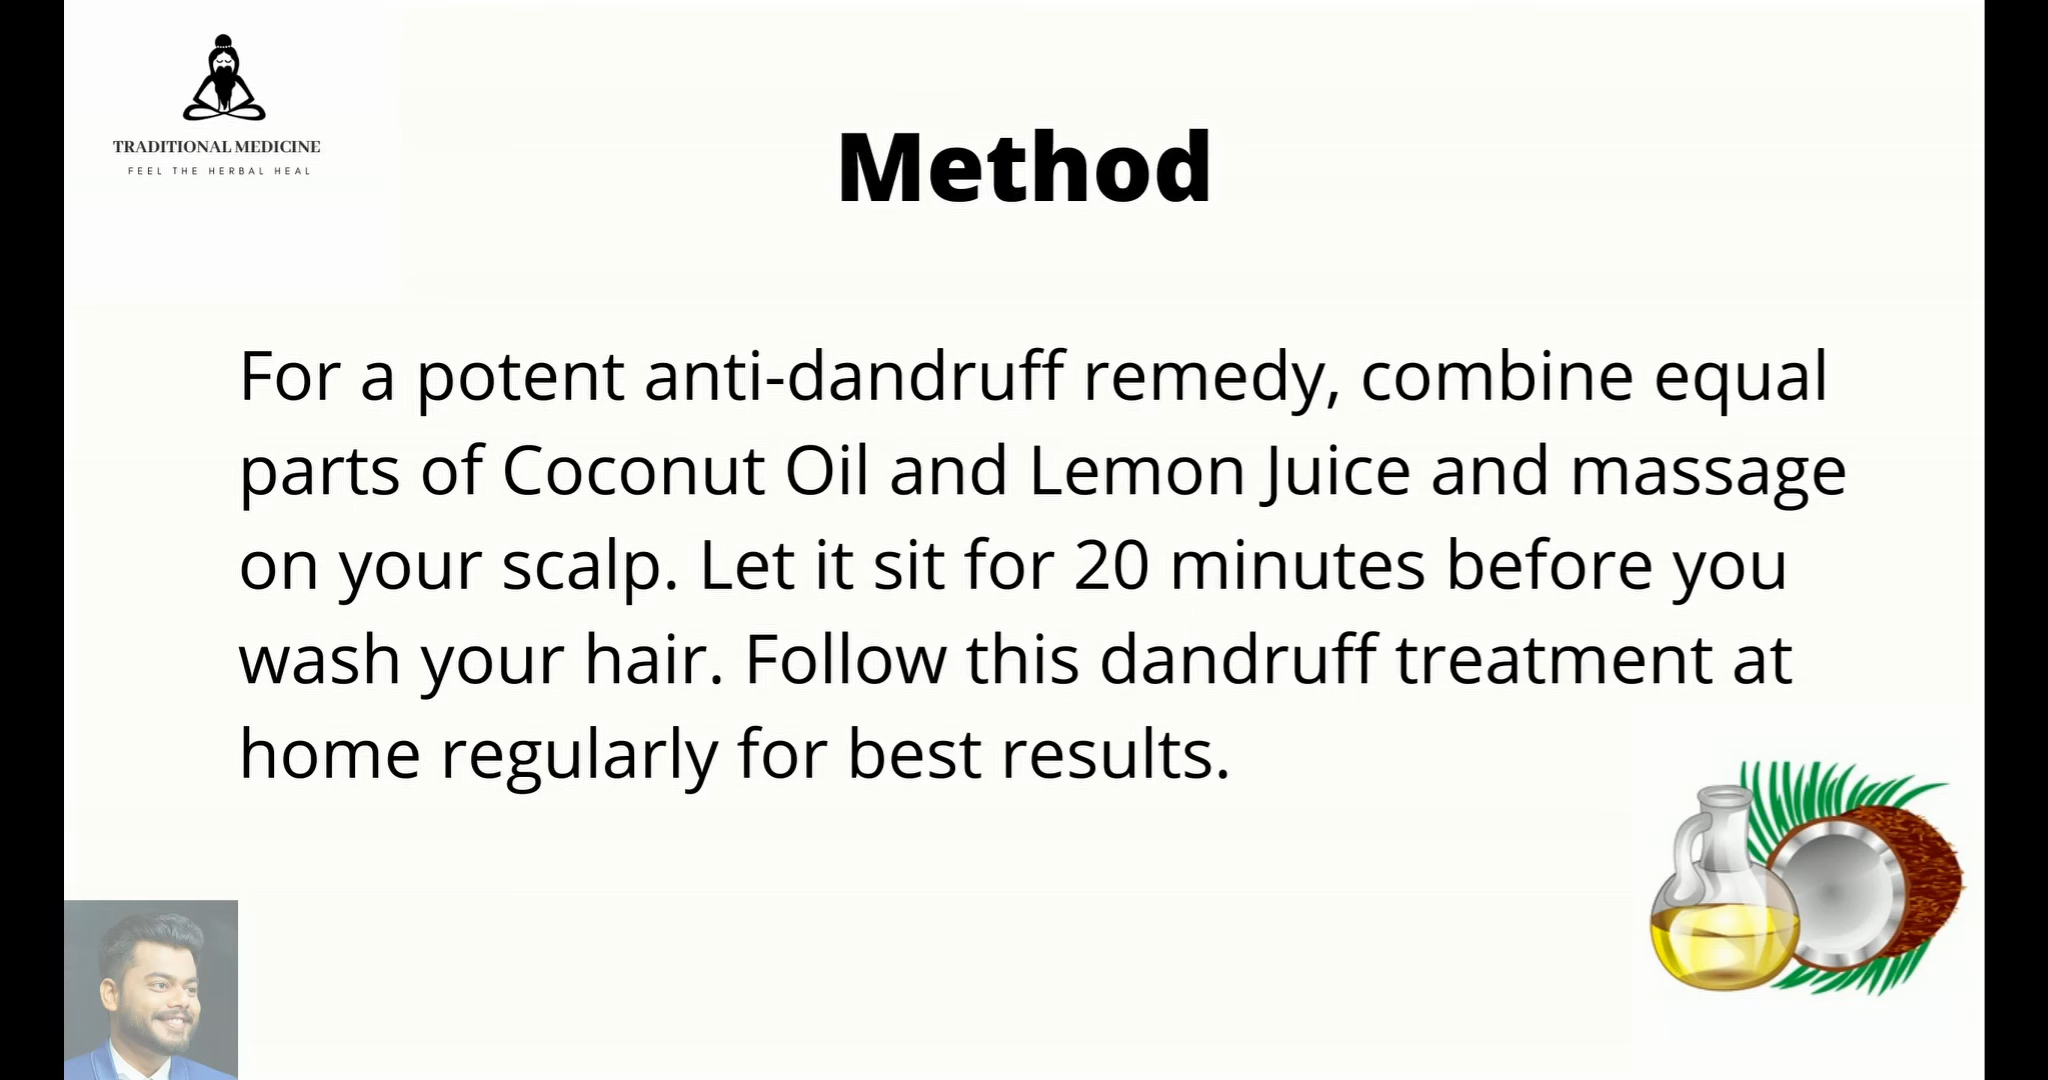 TRADITIONAL MEDICINE
FEEL THE HERBAL HEAL
Method
For a potent anti-dandruff remedy, combine equal
parts of Coconut Oil and Lemon Juice and massage
on your scalp. Let it sit for 20 minutes before you
wash your hair. Follow this dandruff treatment at
home regularly for best results.